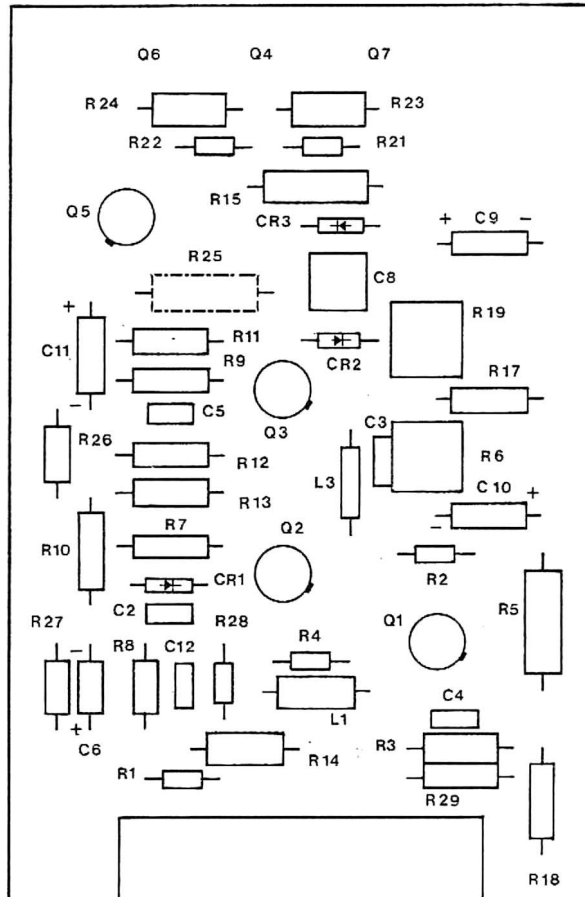 Q6 Q4 Q7
R24 R23
R22 R21
R15
Q5 CR3 + C9 -
R25 C8
+ R19
R11
C11 R9 CR2 R17
- C5
R26 Q3 C3
R12 R6
L3 C10 +
R13 -
R10 R7 Q2
CR1 R2
C2 R5
R27 R28 Q1
- R8 C12 R4
C4
+ L1
C6 R14 R3
R1
R29
R18